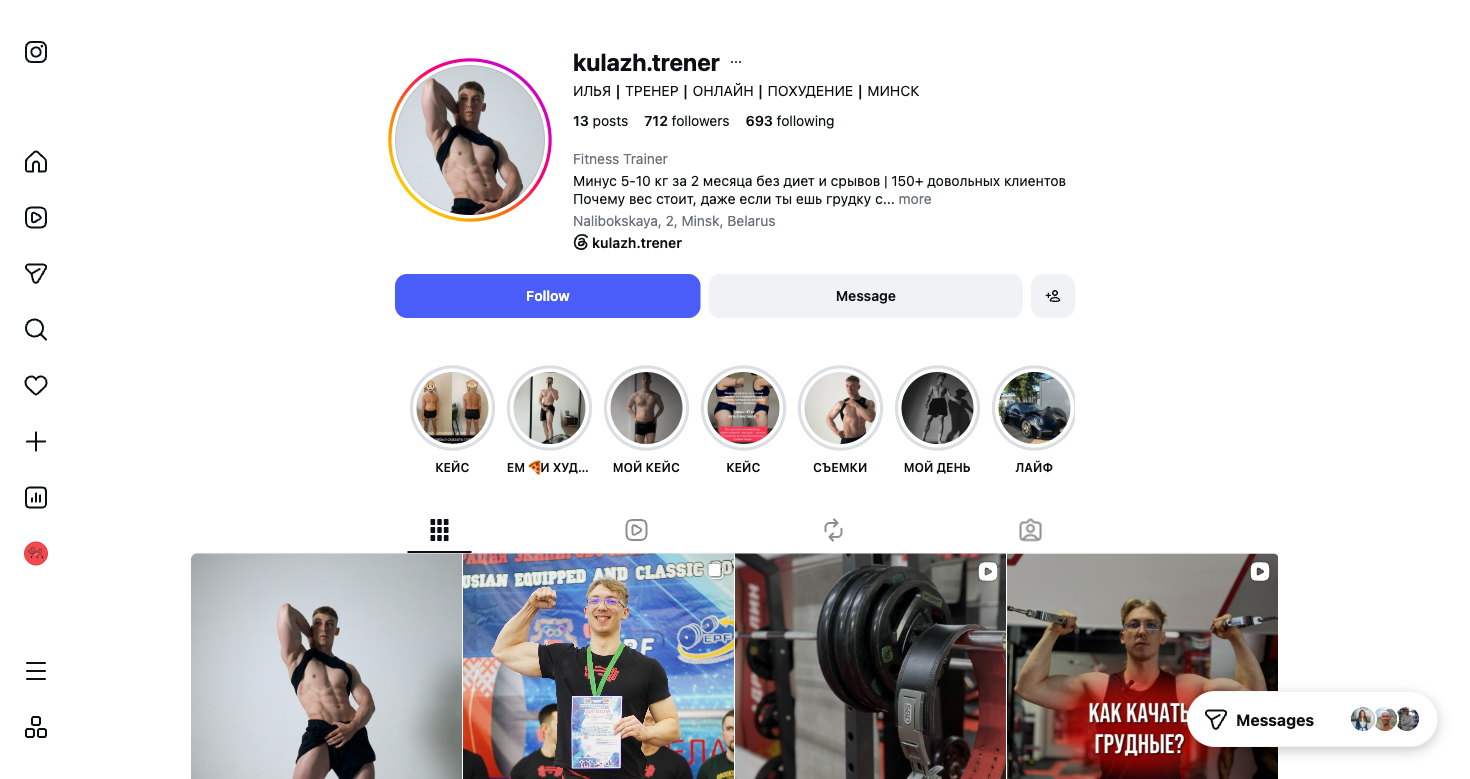 kulazh.trener ...
ИЛЬЯ | ТРЕНЕР | ОНЛАЙН | ПОХУДЕНИЕ | МИНСК
13 posts 712 followers 693 following
Fitness Trainer
Минус 5-10 кг за 2 месяца без диет и срывов | 150+ довольных клиентов
Почему вес стоит, даже если ты ешь грудку с... more
Nalibokskaya, 2, Minsk, Belarus
kulazh.trener
Follow Message
КЕЙС ЕМ 🍕И ХУД... МОЙ КЕЙС КЕЙС СЪЕМКИ МОЙ ДЕНЬ ЛАЙФ
USIAN EQUIPPED AND CLASSIC
EPF
КАК КАЧАТЬ
ГРУДНЫЕ?
Messages